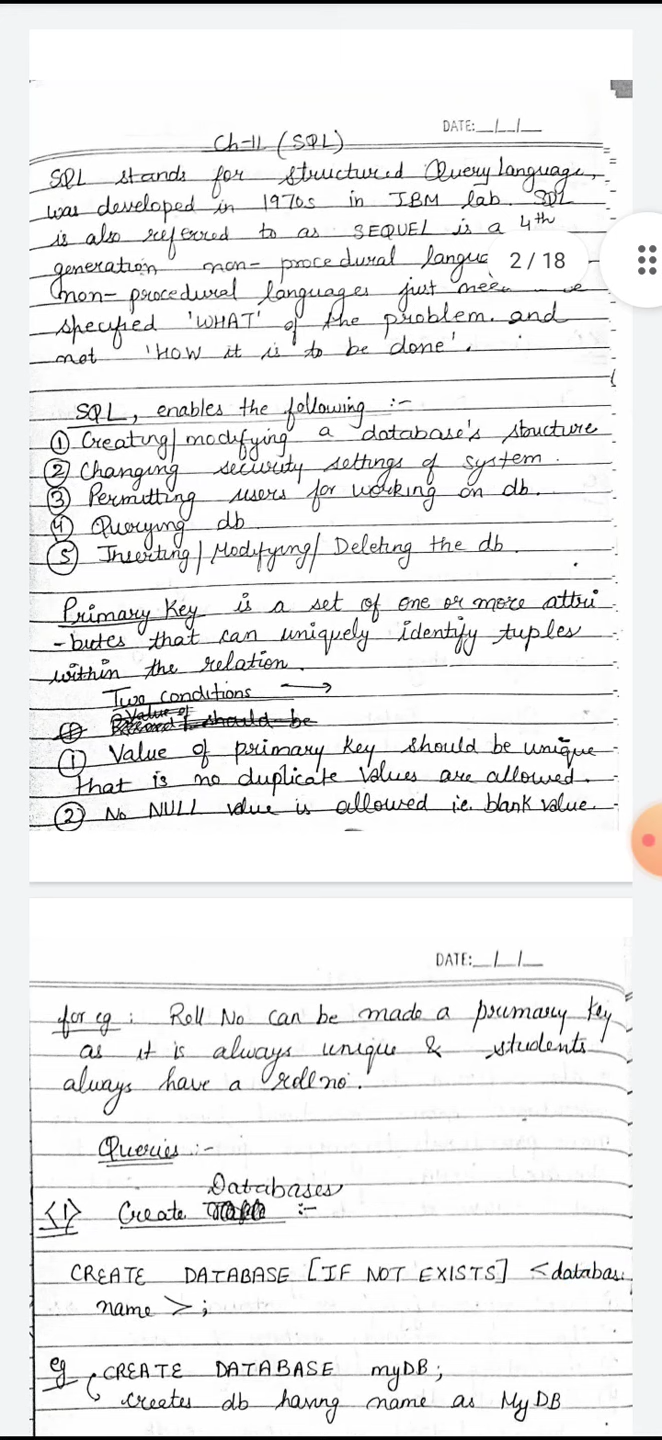 DATE:__/__/__
Ch-11 (SQL)
SQL stands for structured Query language,
was developed in 1970s in IBM lab. SQL
is also referred to as SEQUEL is a 4th
generation non-procedural
2 / 18
non-procedural languages just
specified 'WHAT' of the problem. and
not 'HOW it is to be done'.
SQL, enables the following :-
① Creating/modifying a database's structure
② Changing security settings of system.
③ Permitting users for working on db.
④ Querying db
⑤ Inserting/Modifying/Deleting the db.
Primary Key is a set of one or more attri
-butes that can uniquely identify tuples
within the relation.
Two conditions →
① Value of primary key should be unique
that is no duplicate values are allowed.
② No NULL value is allowed i.e. blank value.
DATE:__/__/__
for eg : Roll No can be made a primary key
as it is always unique & students
always have a roll no.
Queries :-
Databases
<1> Create :-
CREATE DATABASE [IF NOT EXISTS] <databas
name > ;
eg CREATE DATABASE myDB;
creates db having name as MyDB